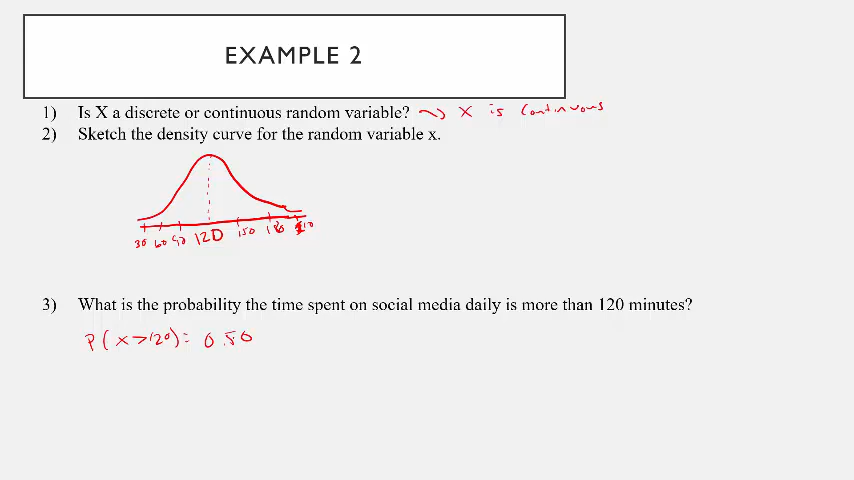 EXAMPLE 2
1) Is X a discrete or continuous random variable? ~> X is continuous
2) Sketch the density curve for the random variable x.
30 60 90 120 150 180 210
3) What is the probability the time spent on social media daily is more than 120 minutes?
P(x>120)= 0.50